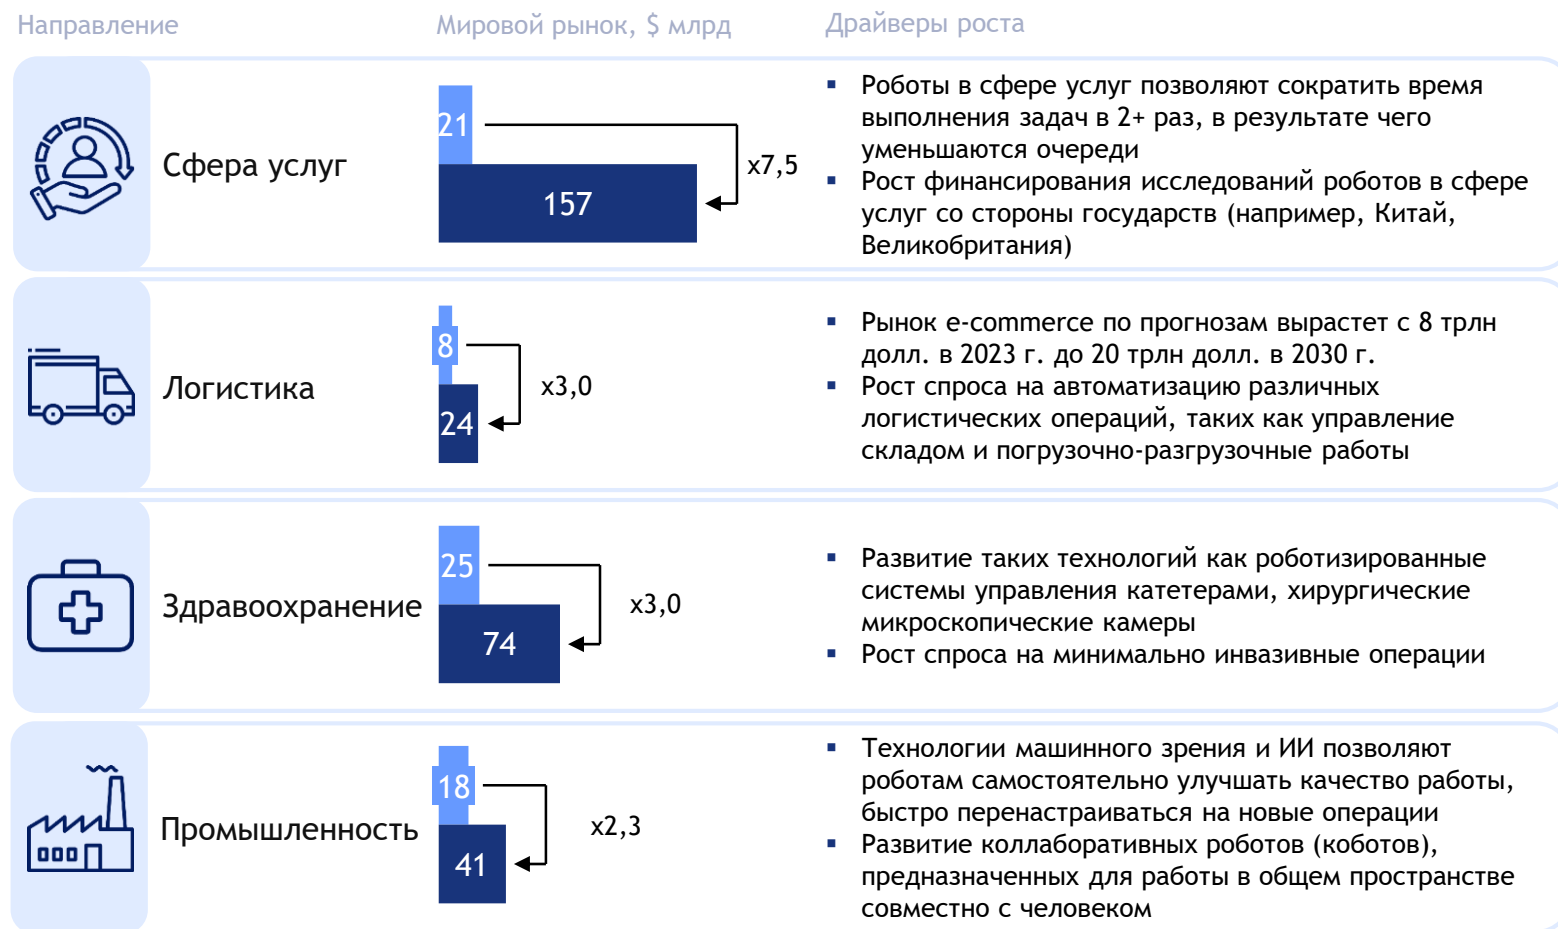 Направление
Мировой рынок, $ млрд
Драйверы роста
Сфера услуг
21
157
x7,5
▪ Роботы в сфере услуг позволяют сократить время
выполнения задач в 2+ раз, в результате чего
уменьшаются очереди
▪ Рост финансирования исследований роботов в сфере
услуг со стороны государств (например, Китай,
Великобритания)
Логистика
8
24
x3,0
▪ Рынок e-commerce по прогнозам вырастет с 8 трлн
долл. в 2023 г. до 20 трлн долл. в 2030 г.
▪ Рост спроса на автоматизацию различных
логистических операций, таких как управление
складом и погрузочно-разгрузочные работы
Здравоохранение
25
74
x3,0
▪ Развитие таких технологий как роботизированные
системы управления катетерами, хирургические
микроскопические камеры
▪ Рост спроса на минимально инвазивные операции
Промышленность
18
41
x2,3
▪ Технологии машинного зрения и ИИ позволяют
роботам самостоятельно улучшать качество работы,
быстро перенастраиваться на новые операции
▪ Развитие коллаборативных роботов (коботов),
предназначенных для работы в общем пространстве
совместно с человеком